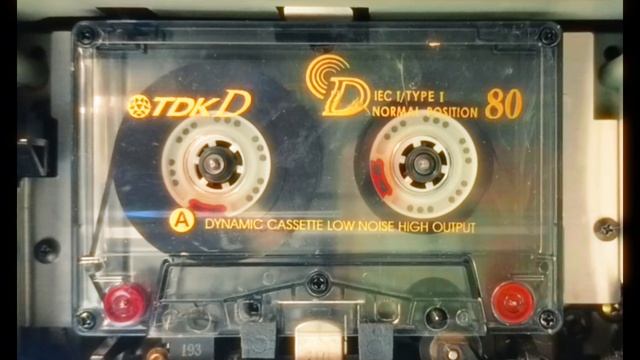 TDK D
D IEC I/TYPE I
NORMAL POSITION 80
A DYNAMIC CASSETTE LOW NOISE HIGH OUTPUT
193